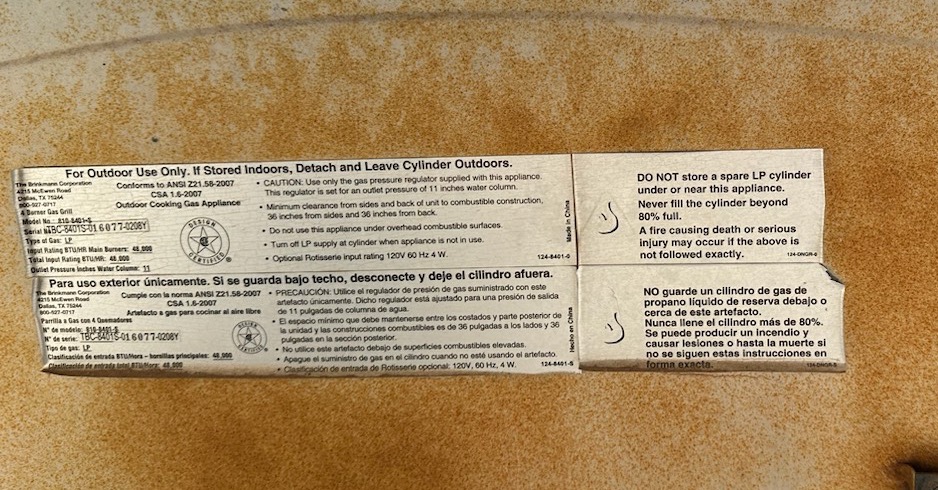 For Outdoor Use Only. If Stored Indoors, Detach and Leave Cylinder Outdoors.
The Brinkmann Corporation
4215 McEwen Road
Dallas, TX 75244
800-527-0717
4 Burner Gas Grill
Model No.: 810-8401-S
Serial №TBC-8401S-016077-0208Y
Type of Gas: LP
Input Rating BTU/HR Main Burners: 48,000
Total Input Rating BTU/HR: 48,000
Outlet Pressure Inches Water Column: 11
Conforms to ANSI Z21.58-2007
CSA 1.6-2007
Outdoor Cooking Gas Appliance
DESIGN
CERTIFIED
®
• CAUTION: Use only the gas pressure regulator supplied with this appliance.
This regulator is set for an outlet pressure of 11 inches water column.
• Minimum clearance from sides and back of unit to combustible construction,
36 inches from sides and 36 inches from back.
• Do not use this appliance under overhead combustible surfaces.
• Turn off LP supply at cylinder when appliance is not in use.
• Optional Rotisserie input rating 120V 60 Hz 4 W.
124-8401-0
Made in China
DO NOT store a spare LP cylinder
under or near this appliance.
Never fill the cylinder beyond
80% full.
A fire causing death or serious
injury may occur if the above is
not followed exactly.
124-DNGR-0
Para uso exterior únicamente. Si se guarda bajo techo, desconecte y deje el cilindro afuera.
The Brinkmann Corporation
4215 McEwen Road
Dallas, TX 75244
800-527-0717
Parrilla a Gas con 4 Quemadores
N° de modelo: 810-8401-S
N° de serie: TBC-8401S-016077-0208Y
Tipo de gas: LP
Clasificación de entrada BTU/Hora – hornillas principales: 48,000
Clasificación de entrada total BTU/Hora: 48,000
Cumple con la norma ANSI Z21.58-2007
CSA 1.6-2007
Artefacto a gas para cocinar al aire libre
DESIGN
CERTIFIED
• PRECAUCIÓN: Utilice el regulador de presión de gas suministrado con este
artefacto únicamente. Dicho regulador está ajustado para una presión de salida
de 11 pulgadas de columna de agua.
• El espacio mínimo que debe mantenerse entre los costados y parte posterior de
la unidad y las construcciones combustibles es de 36 pulgadas a los lados y 36
pulgadas en la sección posterior.
• No utilice este artefacto debajo de superficies combustibles elevadas.
• Apague el suministro de gas en el cilindro cuando no esté usando el artefacto.
• Clasificación de entrada de Rotisserie opcional: 120V, 60 Hz, 4 W.
124-8401-S
Hecho en China
NO guarde un cilindro de gas de
propano líquido de reserva debajo o
cerca de este artefacto.
Nunca llene el cilindro más de 80%.
Se puede producir un incendio y
causar lesiones o hasta la muerte si
no se siguen estas instrucciones en
forma exacta.
124-DNGR-S